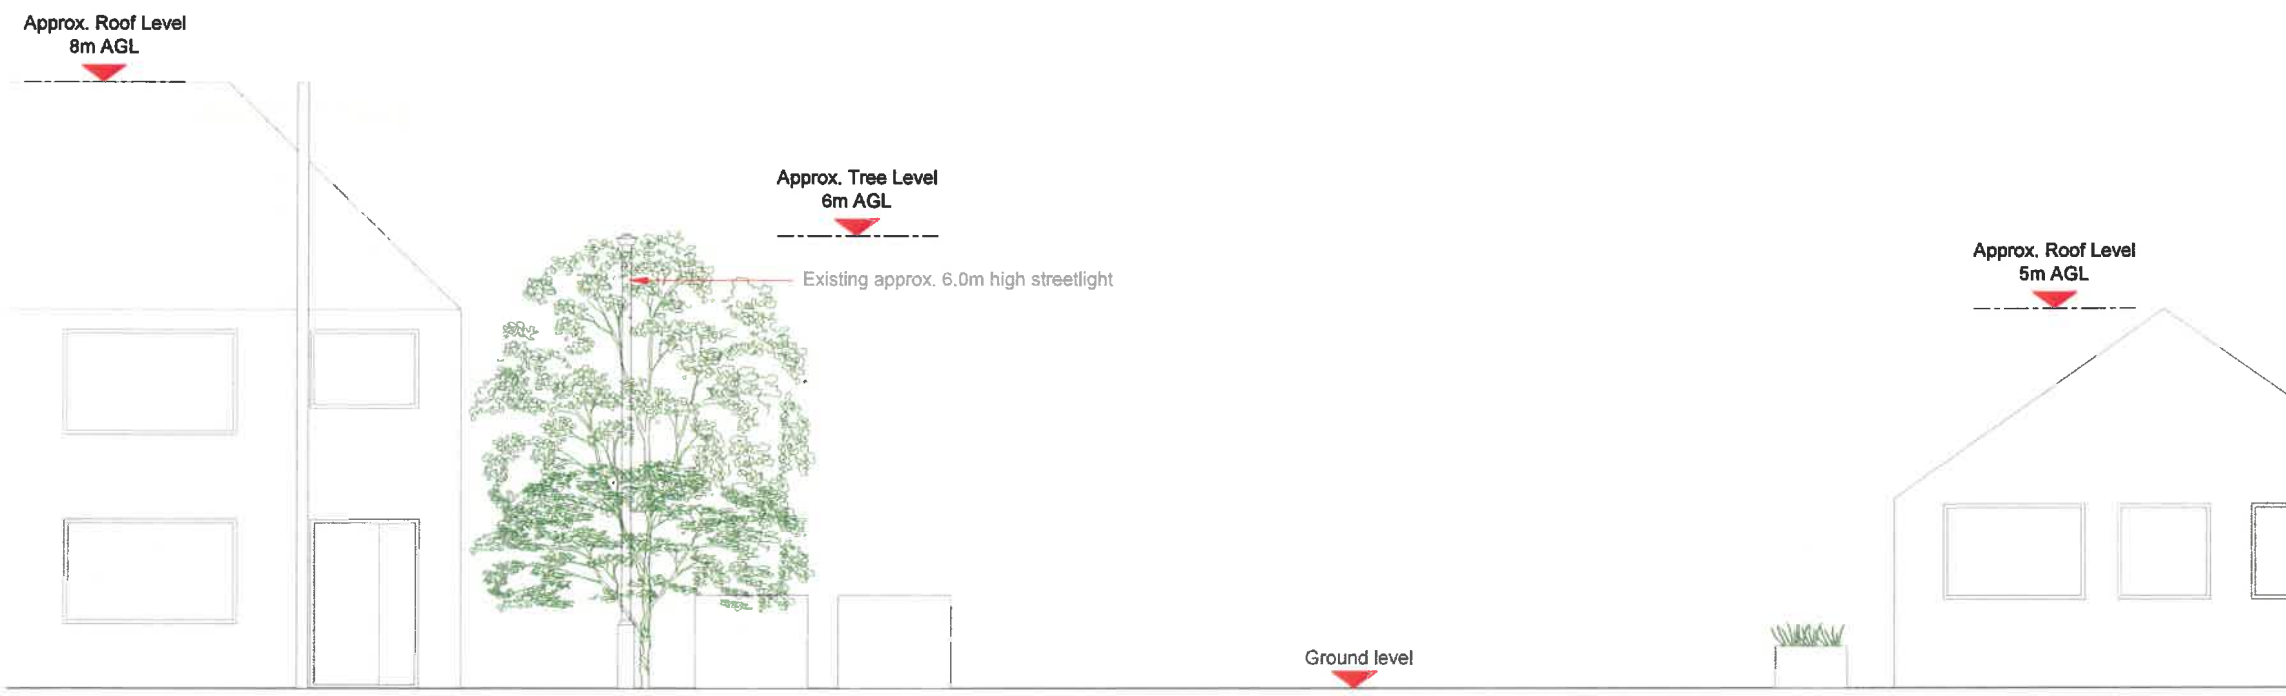 Approx. Roof Level
8m AGL
Approx. Tree Level
6m AGL
Existing approx. 6.0m high streetlight
Approx. Roof Level
5m AGL
Ground level